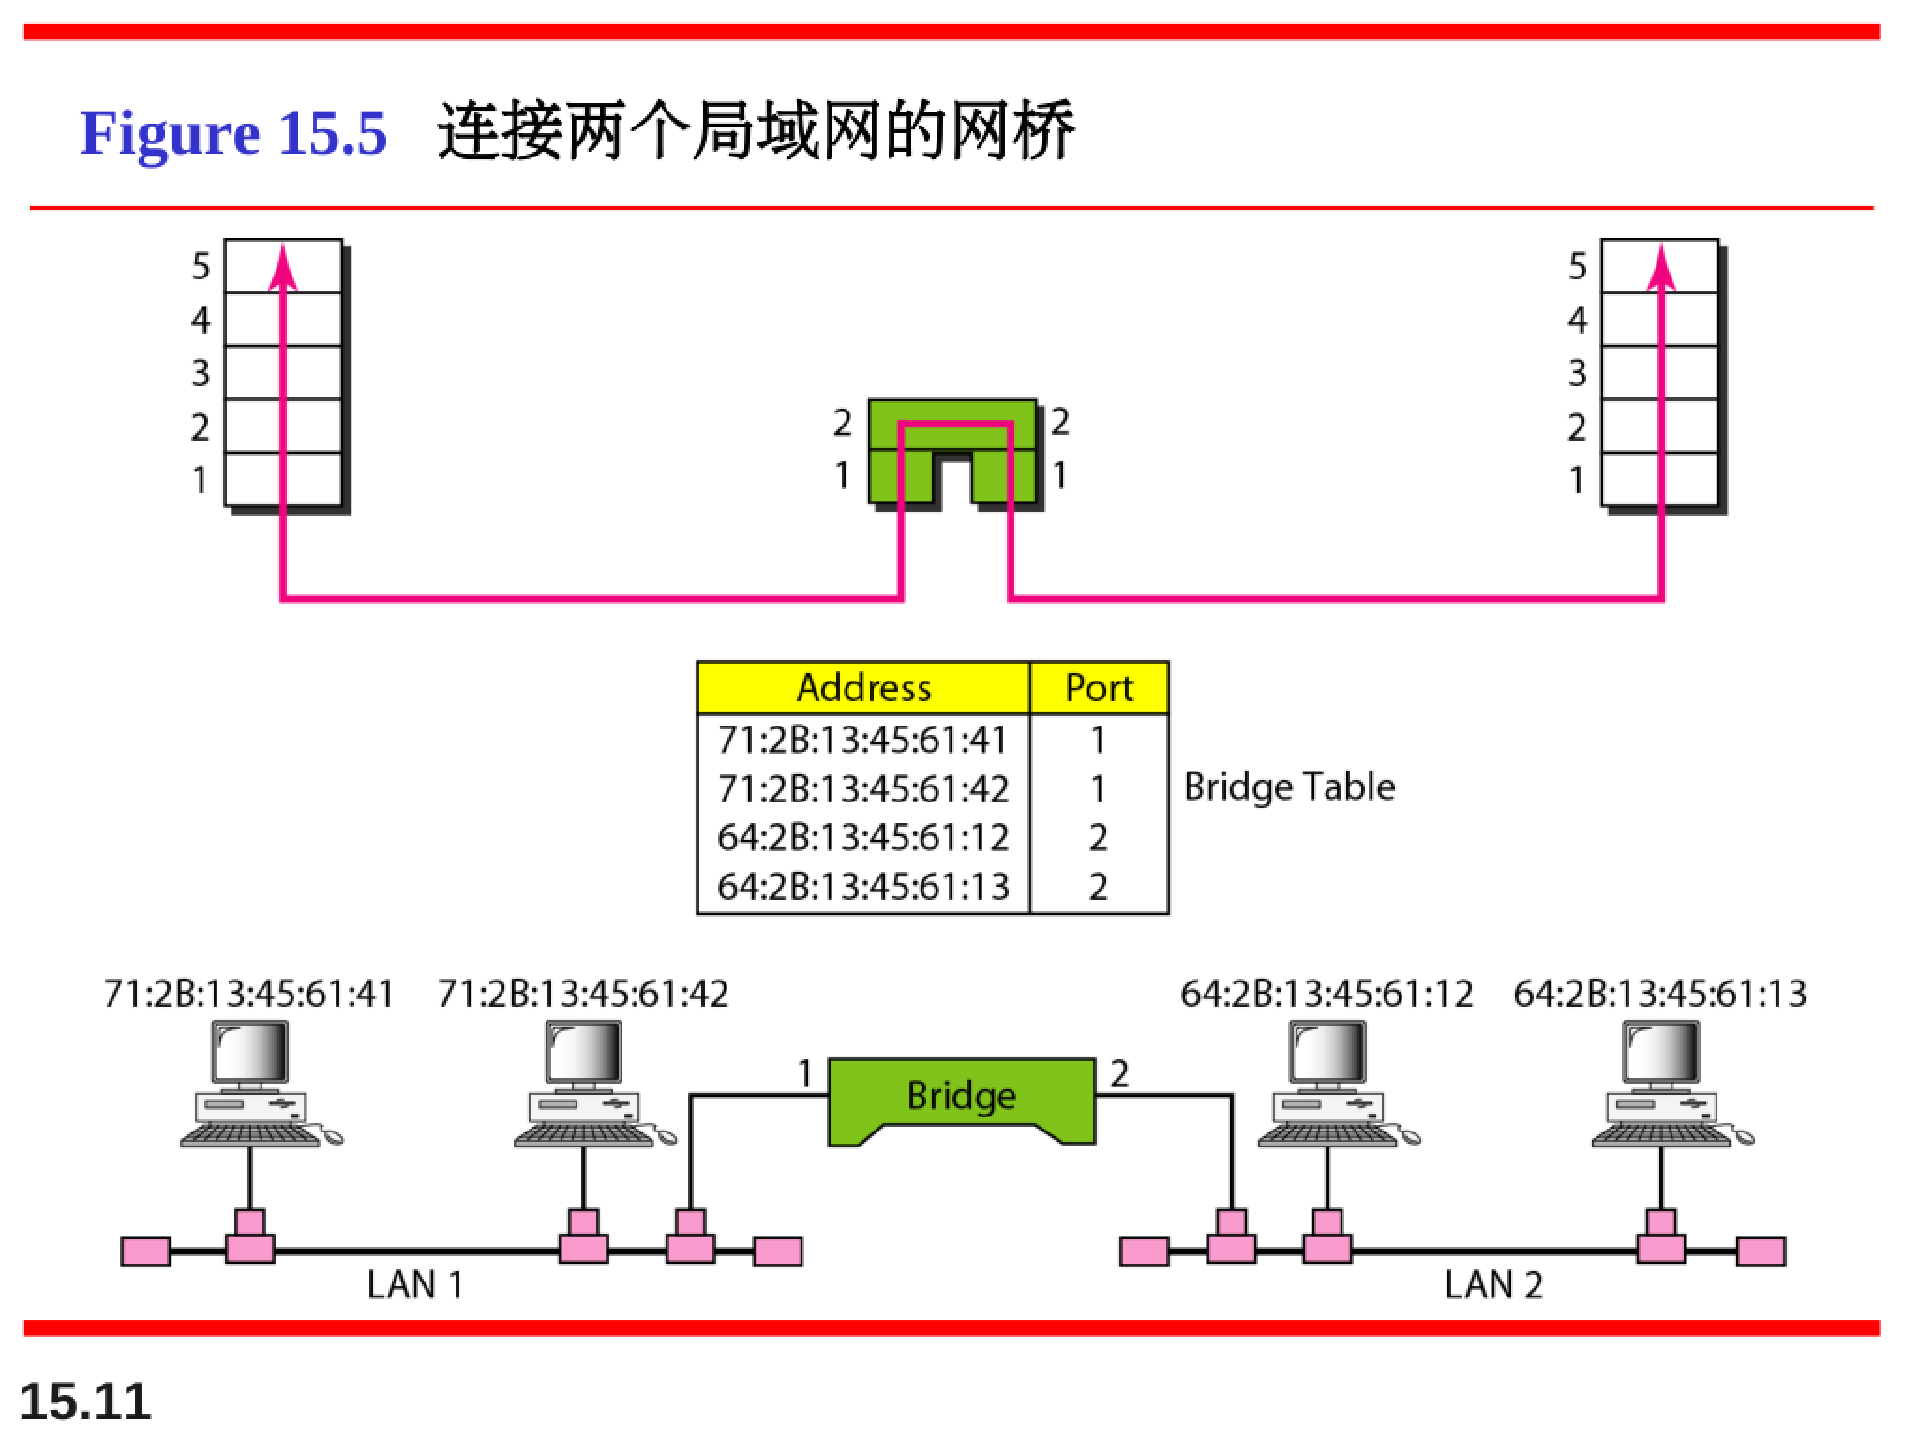 Figure 15.5 连接两个局域网的网桥
5 5
4 4
3 3
2 2 2 2
1 1 1 1
Address Port
71:2B:13:45:61:41 1
71:2B:13:45:61:42 1
64:2B:13:45:61:12 2
64:2B:13:45:61:13 2
Bridge Table
71:2B:13:45:61:41 71:2B:13:45:61:42 64:2B:13:45:61:12 64:2B:13:45:61:13
1 Bridge 2
LAN 1 LAN 2
15.11